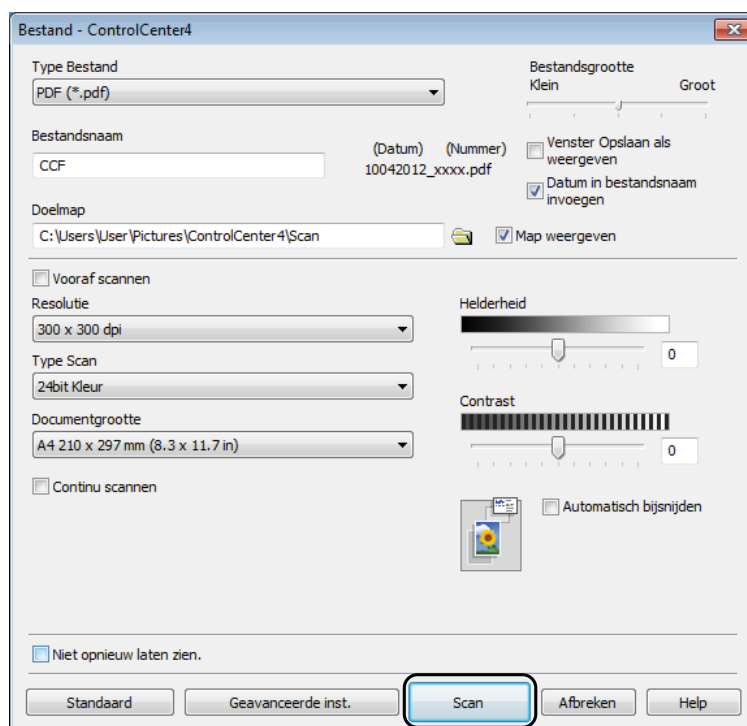 Bestand - ControlCenter4
Type Bestand
PDF (*.pdf)
Bestandsgrootte
Klein Groot
Bestandsnaam
CCF
(Datum) (Nummer)
10042012_xxxx.pdf
Venster Opslaan als
weergeven
Datum in bestandsnaam
invoegen
Doelmap
C:\Users\User\Pictures\ControlCenter4\Scan
Map weergeven
Vooraf scannen
Resolutie
300 x 300 dpi
Type Scan
24bit Kleur
Documentgrootte
A4 210 x 297 mm (8.3 x 11.7 in)
Continu scannen
Helderheid
0
Contrast
0
Automatisch bijsnijden
Niet opnieuw laten zien.
Standaard Geavanceerde inst. Scan Afbreken Help